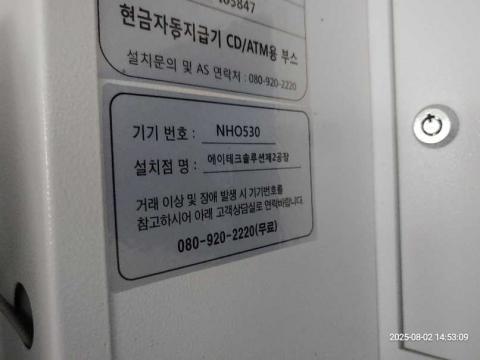 현금자동지급기 CD/ATM용 부스
설치문의 및 AS 연락처 : 080-920-2220
기기 번호 : NHO530
설치점 명 : 에이테크솔루션제2공장
거래 이상 및 장애 발생 시 기기번호를
참고하시어 아래 고객상담실로 연락바랍니다.
080-920-2220(무료)
2025-08-02 14:53:09